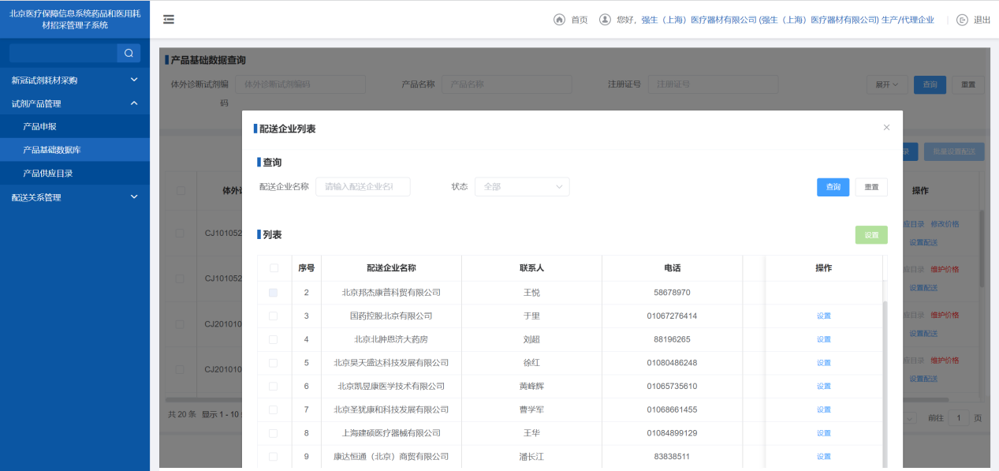 北京医疗保障信息系统药品和医用耗
材招采管理子系统
首页
您好, 强生（上海）医疗器材有限公司 (强生（上海）医疗器材有限公司) 生产/代理企业
退出
新冠试剂耗材采购
试剂产品管理
产品申报
产品基础数据库
产品供应目录
配送关系管理
产品基础数据查询
体外诊断试剂编
码
体外诊断试剂编码
产品名称
产品名称
注册证号
注册证号
展开
查询
重置
录
批量设置配送
体外
操作
CJ101052
应目录 修改价格
设置配送
CJ101052
应目录 维护价格
设置配送
CJ201010
应目录 维护价格
设置配送
CJ201010
应目录 维护价格
设置配送
共 20 条 显示 1 - 10
前往 1 页
配送企业列表
查询
配送企业名称
请输入配送企业名称
状态
全部
查询
重置
列表
设置
序号 配送企业名称 联系人 电话 操作
2 北京邦杰康普科贸有限公司 王悦 58678970
3 国药控股北京有限公司 于里 01067276414 设置
4 北京北肿恩济大药房 刘超 88196265 设置
5 北京昊天盛达科技发展有限公司 徐红 01080486248 设置
6 北京凯昱康医学技术有限公司 黄峰辉 01065735610 设置
7 北京圣犹康和科技发展有限公司 曹学军 01068661455 设置
8 上海建硕医疗器械有限公司 王华 01084899129 设置
9 康达恒通（北京）商贸有限公司 潘长江 83838511 设置